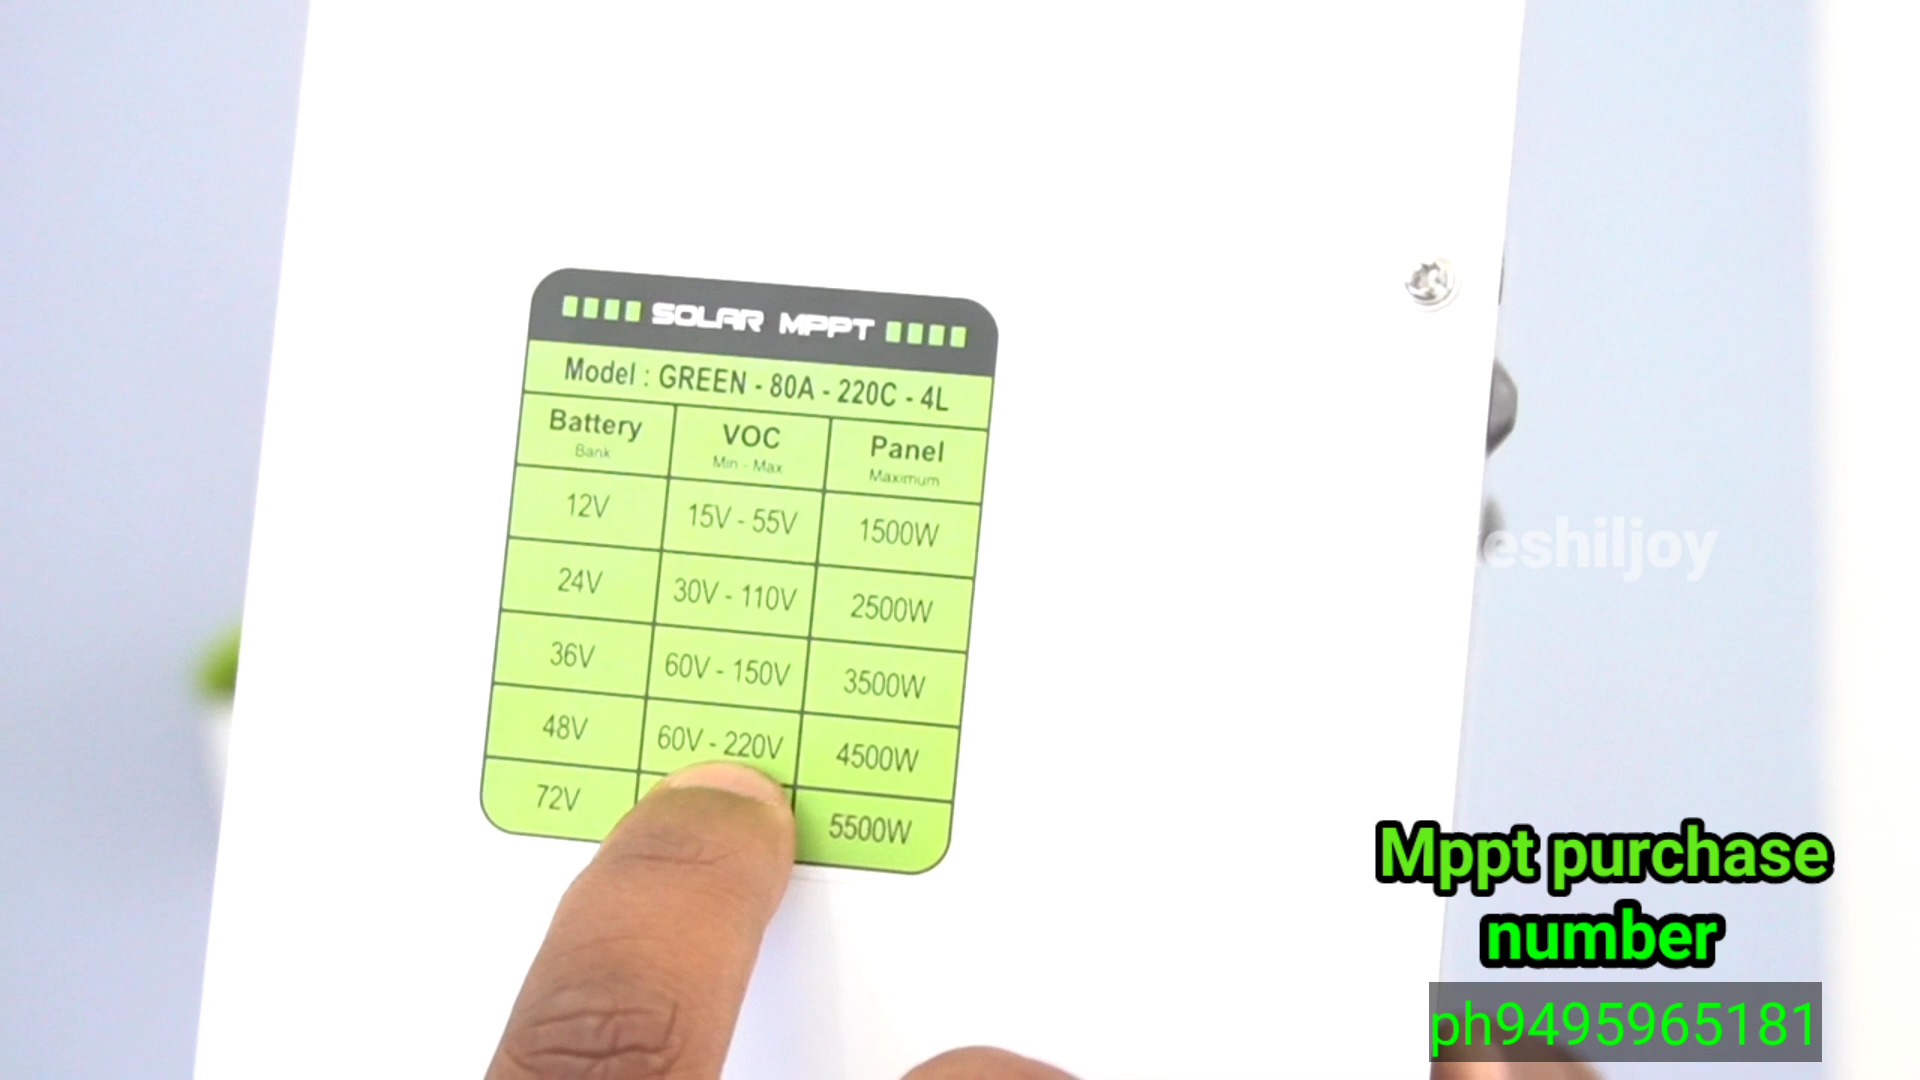 SOLAR MPPT
Model : GREEN - 80A - 220C - 4L
Battery VOC Panel
Bank Min - Max Maximum
12V 15V - 55V 1500W
24V 30V - 110V 2500W
36V 60V - 150V 3500W
48V 60V - 220V 4500W
72V 5500W
eshiljoy
Mppt purchase
number
ph9495965181